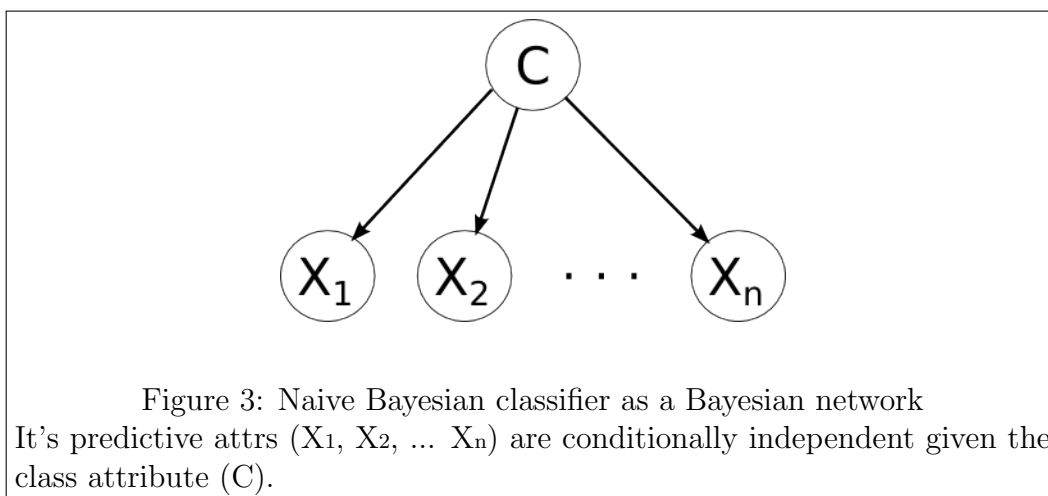 C
X₁ X₂ . . . Xₙ
Figure 3: Naive Bayesian classifier as a Bayesian network
It's predictive attrs (X₁, X₂, ... Xₙ) are conditionally independent given the
class attribute (C).